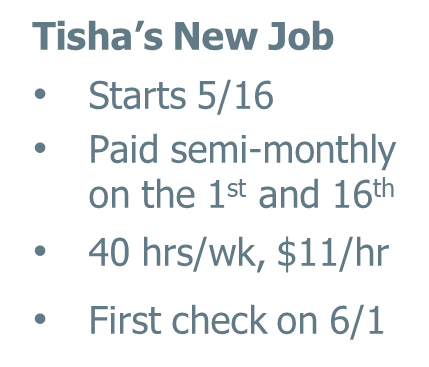 Tisha’s New Job
• Starts 5/16
• Paid semi-monthly
on the 1st and 16th
• 40 hrs/wk, $11/hr
• First check on 6/1